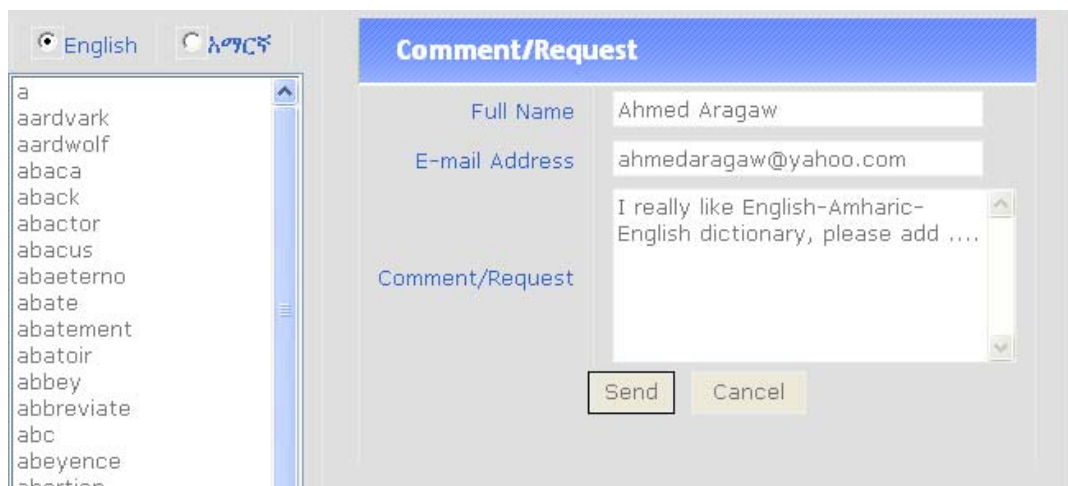 English አማርኛ
a
aardvark
aardwolf
abaca
aback
abactor
abacus
abaeterno
abate
abatement
abatoir
abbey
abbreviate
abc
abeyence
Comment/Request
Full Name Ahmed Aragaw
E-mail Address ahmedaragaw@yahoo.com
Comment/Request
I really like English-Amharic-
English dictionary, please add ....
Send Cancel